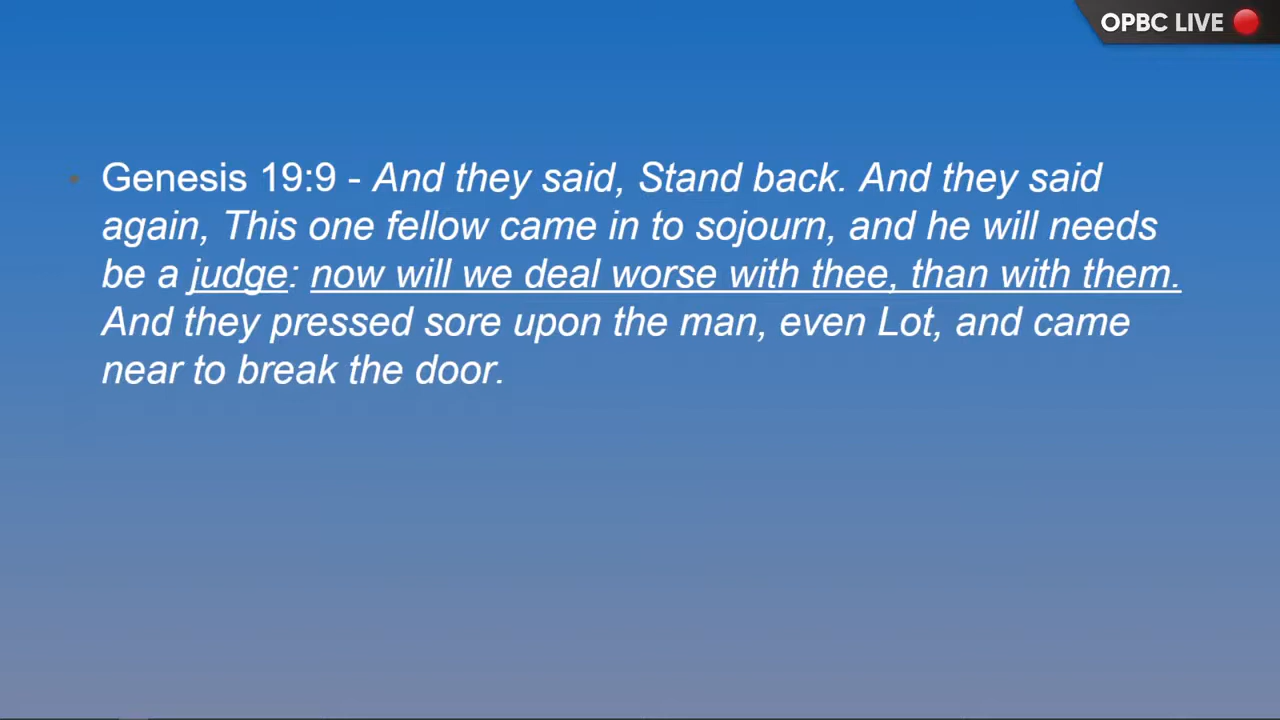 OPBC LIVE
• Genesis 19:9 - And they said, Stand back. And they said
again, This one fellow came in to sojourn, and he will needs
be a judge: now will we deal worse with thee, than with them.
And they pressed sore upon the man, even Lot, and came
near to break the door.